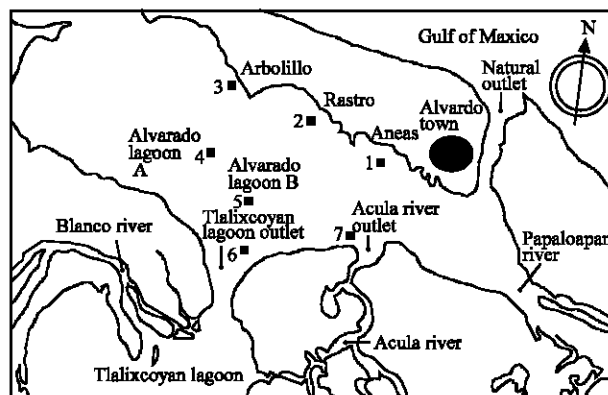 Gulf of Maxico
N
Natural
outlet
Arbolillo
3
Rastro
2
Alvardo
town
Aneas
1
Alvarado
lagoon
A
4
Alvarado
lagoon B
5
Tlalixcoyan
lagoon outlet
6
Acula river
outlet
7
Blanco river
Papaloapan
river
Acula river
Tlalixcoyan lagoon